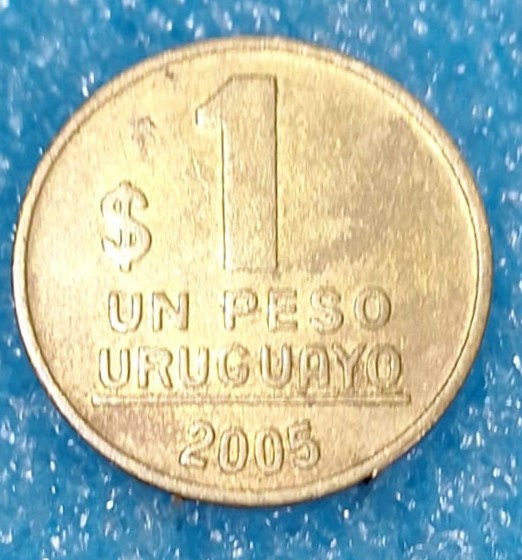 $ 1
UN PESO
URUGUAYO
2005